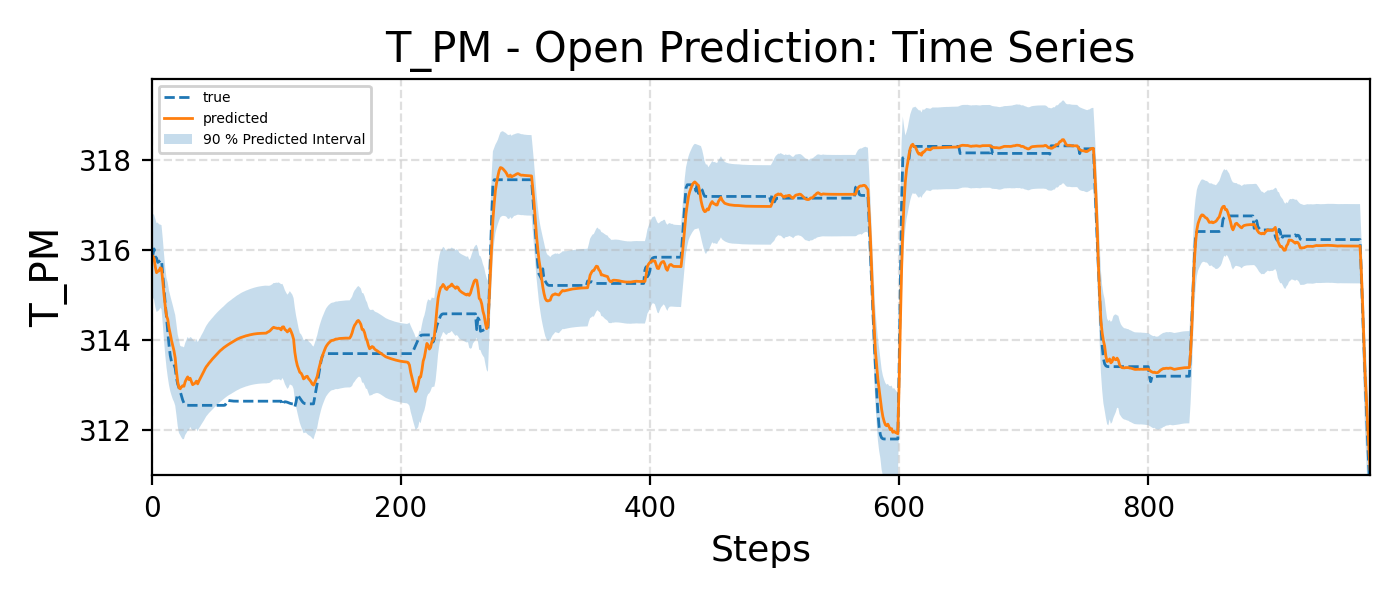 T_PM - Open Prediction: Time Series
true
predicted
90 % Predicted Interval
T_PM
318
316
314
312
0 200 400 600 800
Steps